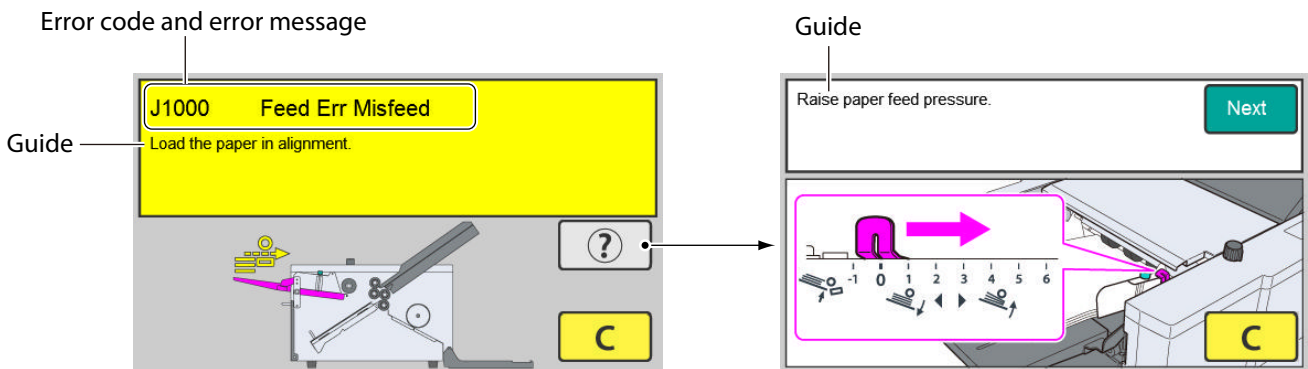 Error code and error message
J1000 Feed Err Misfeed
Guide
Load the paper in alignment.
?
C
Guide
Raise paper feed pressure.
Next
-1 0 1 2 3 4 5 6
C